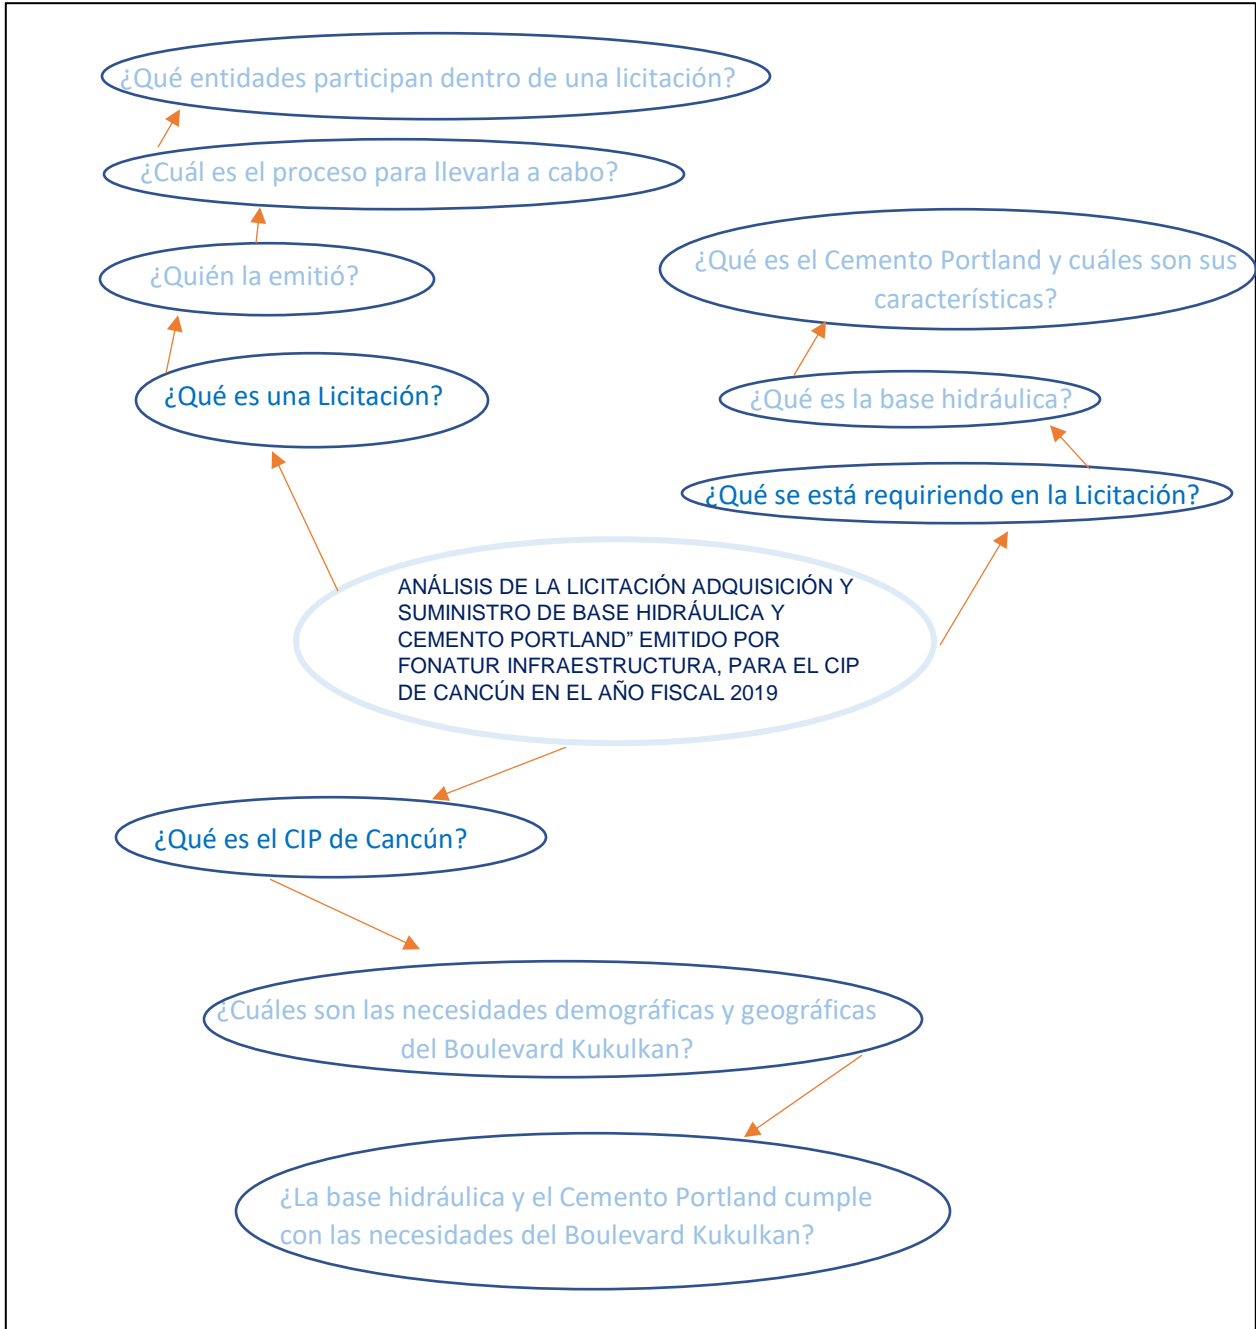 ¿Qué entidades participan dentro de una licitación?
¿Cuál es el proceso para llevarla a cabo?
¿Quién la emitió?
¿Qué es una Licitación?
¿Qué es el Cemento Portland y cuáles son sus
características?
¿Qué es la base hidráulica?
¿Qué se está requiriendo en la Licitación?
ANÁLISIS DE LA LICITACIÓN ADQUISICIÓN Y
SUMINISTRO DE BASE HIDRÁULICA Y
CEMENTO PORTLAND” EMITIDO POR
FONATUR INFRAESTRUCTURA, PARA EL CIP
DE CANCÚN EN EL AÑO FISCAL 2019
¿Qué es el CIP de Cancún?
¿Cuáles son las necesidades demográficas y geográficas
del Boulevard Kukulkan?
¿La base hidráulica y el Cemento Portland cumple
con las necesidades del Boulevard Kukulkan?